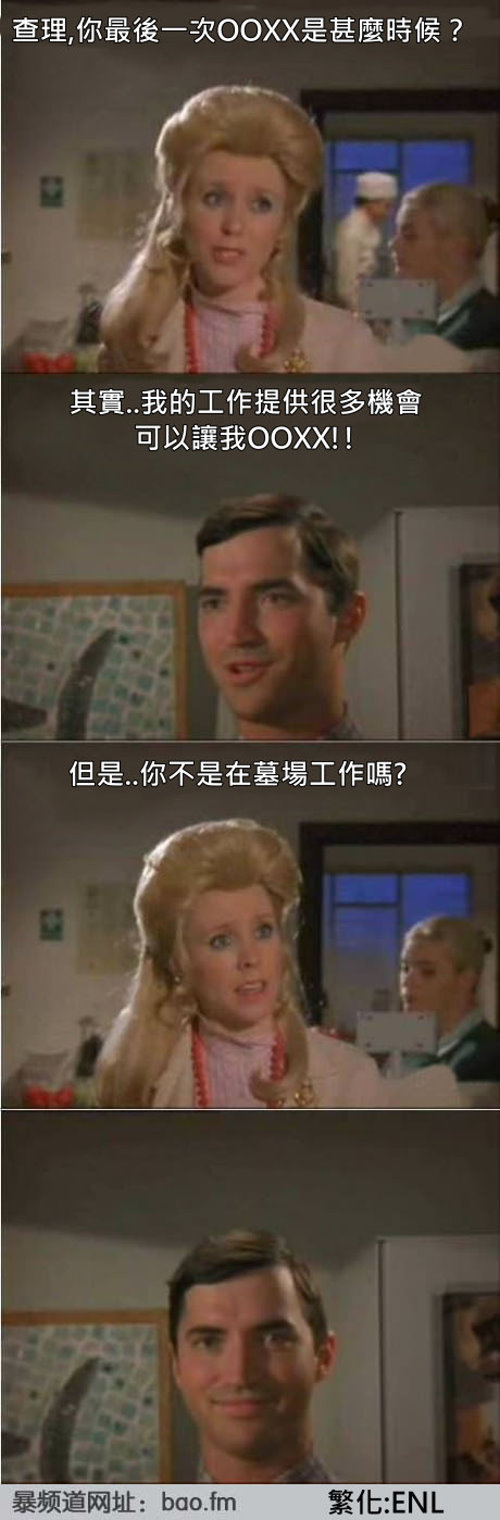 查理,你最後一次OOXX是甚麼時候？
其實..我的工作提供很多機會
可以讓我OOXX!!
但是..你不是在墓場工作嗎?
暴频道网址：bao.fm
繁化:ENL